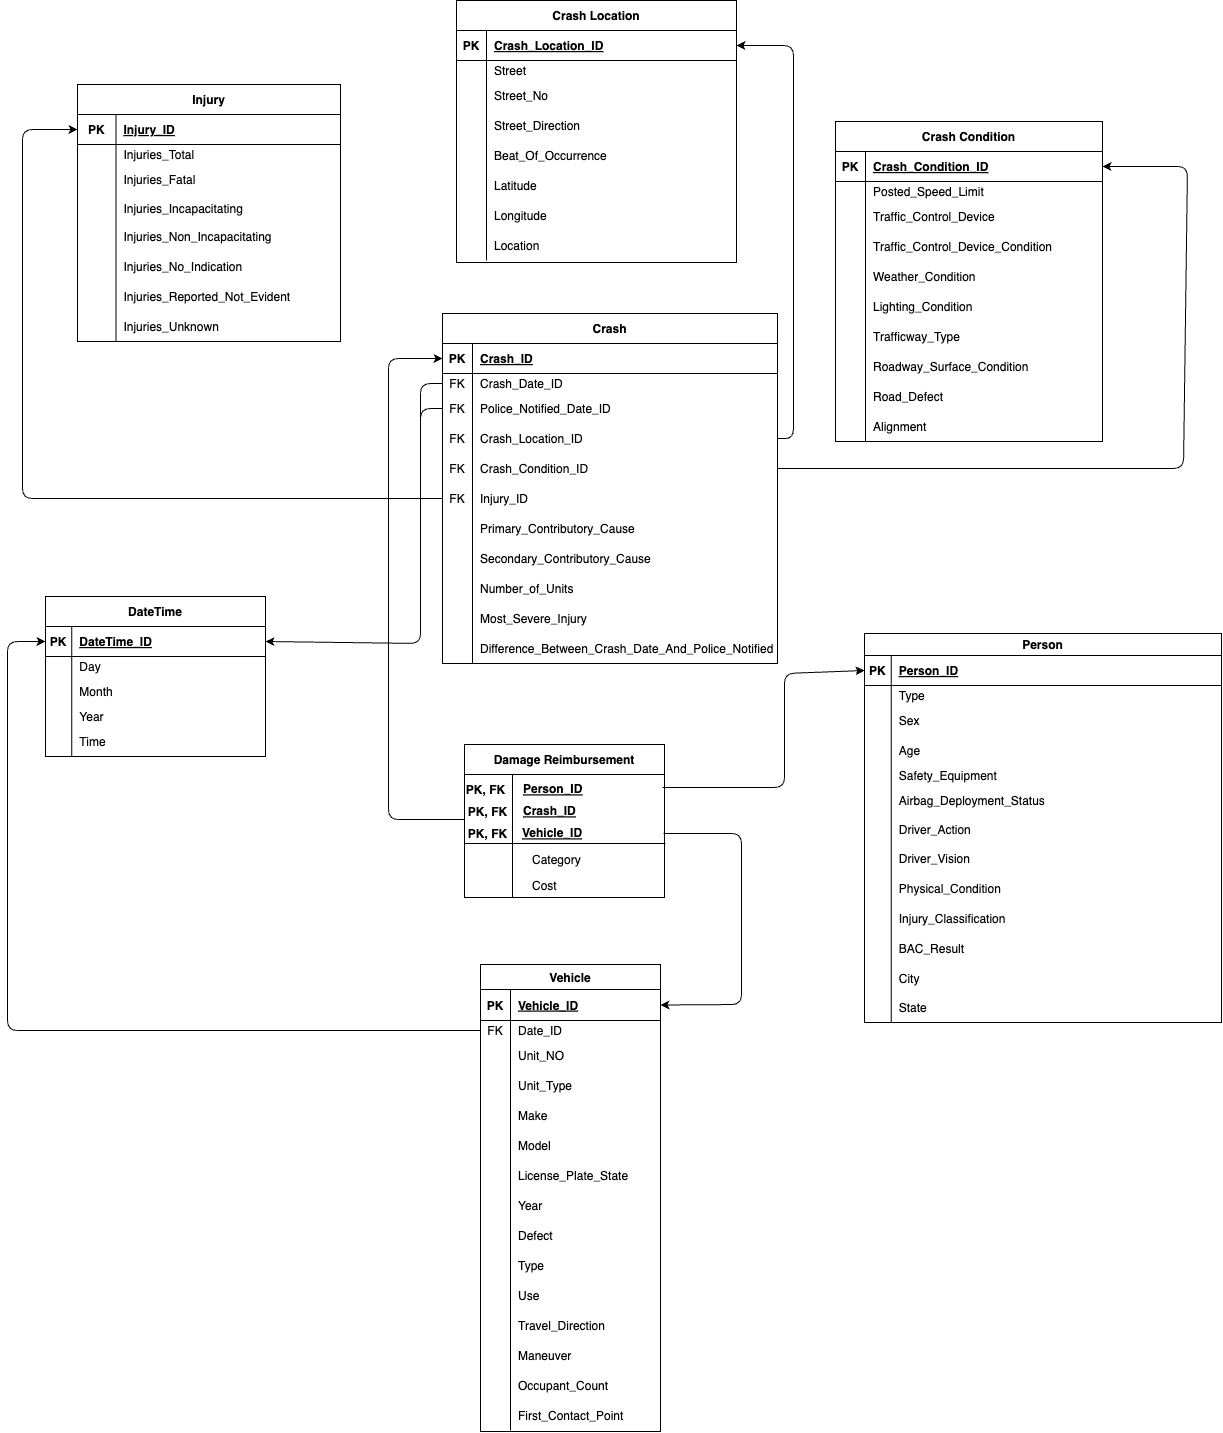 Crash Location
PK Crash_Location_ID
Street
Street_No
Street_Direction
Beat_Of_Occurrence
Latitude
Longitude
Location
Injury
PK Injury_ID
Injuries_Total
Injuries_Fatal
Injuries_Incapacitating
Injuries_Non_Incapacitating
Injuries_No_Indication
Injuries_Reported_Not_Evident
Injuries_Unknown
Crash Condition
PK Crash_Condition_ID
Posted_Speed_Limit
Traffic_Control_Device
Traffic_Control_Device_Condition
Weather_Condition
Lighting_Condition
Trafficway_Type
Roadway_Surface_Condition
Road_Defect
Alignment
Crash
PK Crash_ID
FK Crash_Date_ID
FK Police_Notified_Date_ID
FK Crash_Location_ID
FK Crash_Condition_ID
FK Injury_ID
Primary_Contributory_Cause
Secondary_Contributory_Cause
Number_of_Units
Most_Severe_Injury
Difference_Between_Crash_Date_And_Police_Notified
DateTime
PK DateTime_ID
Day
Month
Year
Time
Person
PK Person_ID
Type
Sex
Age
Safety_Equipment
Airbag_Deployment_Status
Driver_Action
Driver_Vision
Physical_Condition
Injury_Classification
BAC_Result
City
State
Damage Reimbursement
PK, FK Person_ID
PK, FK Crash_ID
PK, FK Vehicle_ID
Category
Cost
Vehicle
PK Vehicle_ID
FK Date_ID
Unit_NO
Unit_Type
Make
Model
License_Plate_State
Year
Defect
Type
Use
Travel_Direction
Maneuver
Occupant_Count
First_Contact_Point